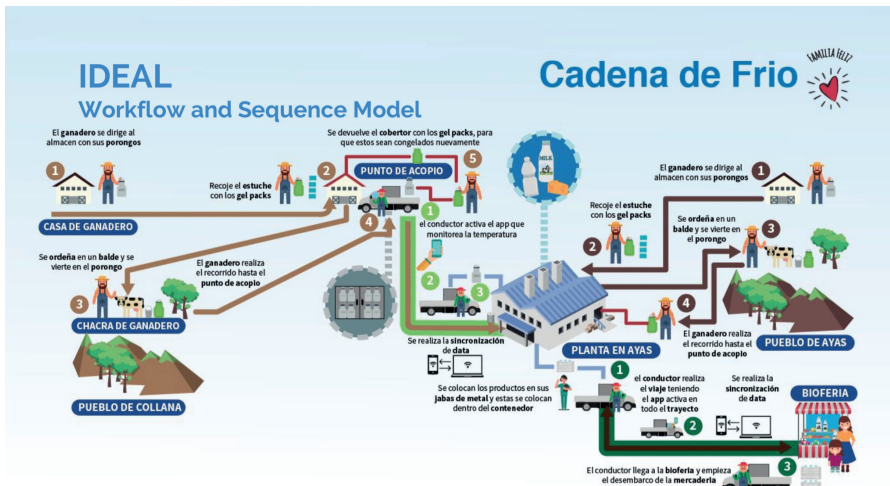 IDEAL
Workflow and Sequence Model
Cadena de Frio
FAMILIA FELIZ
El ganadero se dirige al
almacen con sus porongos
1
CASA DE GANADERO
Recoje el estuche
con los gel packs
2
Se devuelve el cobertor con los gel packs, para
que estos sean congelados nuevamente
5
PUNTO DE ACOPIO
4
1
el conductor activa el app que
monitorea la temperatura
2
3
Se ordeña en un balde y se
vierte en el porongo
3
CHACRA DE GANADERO
El ganadero realiza
el recorrido hasta el
punto de acopio
PUEBLO DE COLLANA
Se realiza la sincronización
de data
Se colocan los productos en sus
jabas de metal y estas se colocan
dentro del contenedor
MILK
PLANTA EN AYAS
El ganadero se dirige al
almacen con sus porongos
1
Recoje el estuche
con los gel packs
2
Se ordeña en un
balde y se vierte en
el porongo
3
4
El ganadero realiza
el recorrido hasta el
punto de acopio
PUEBLO DE AYAS
1
el conductor realiza
el viaje teniendo
el app activa en
todo el trayecto
2
Se realiza la
sincronización
de data
BIOFERIA
El conductor llega a la bioferia y empieza
el desembarco de la mercaderia
3